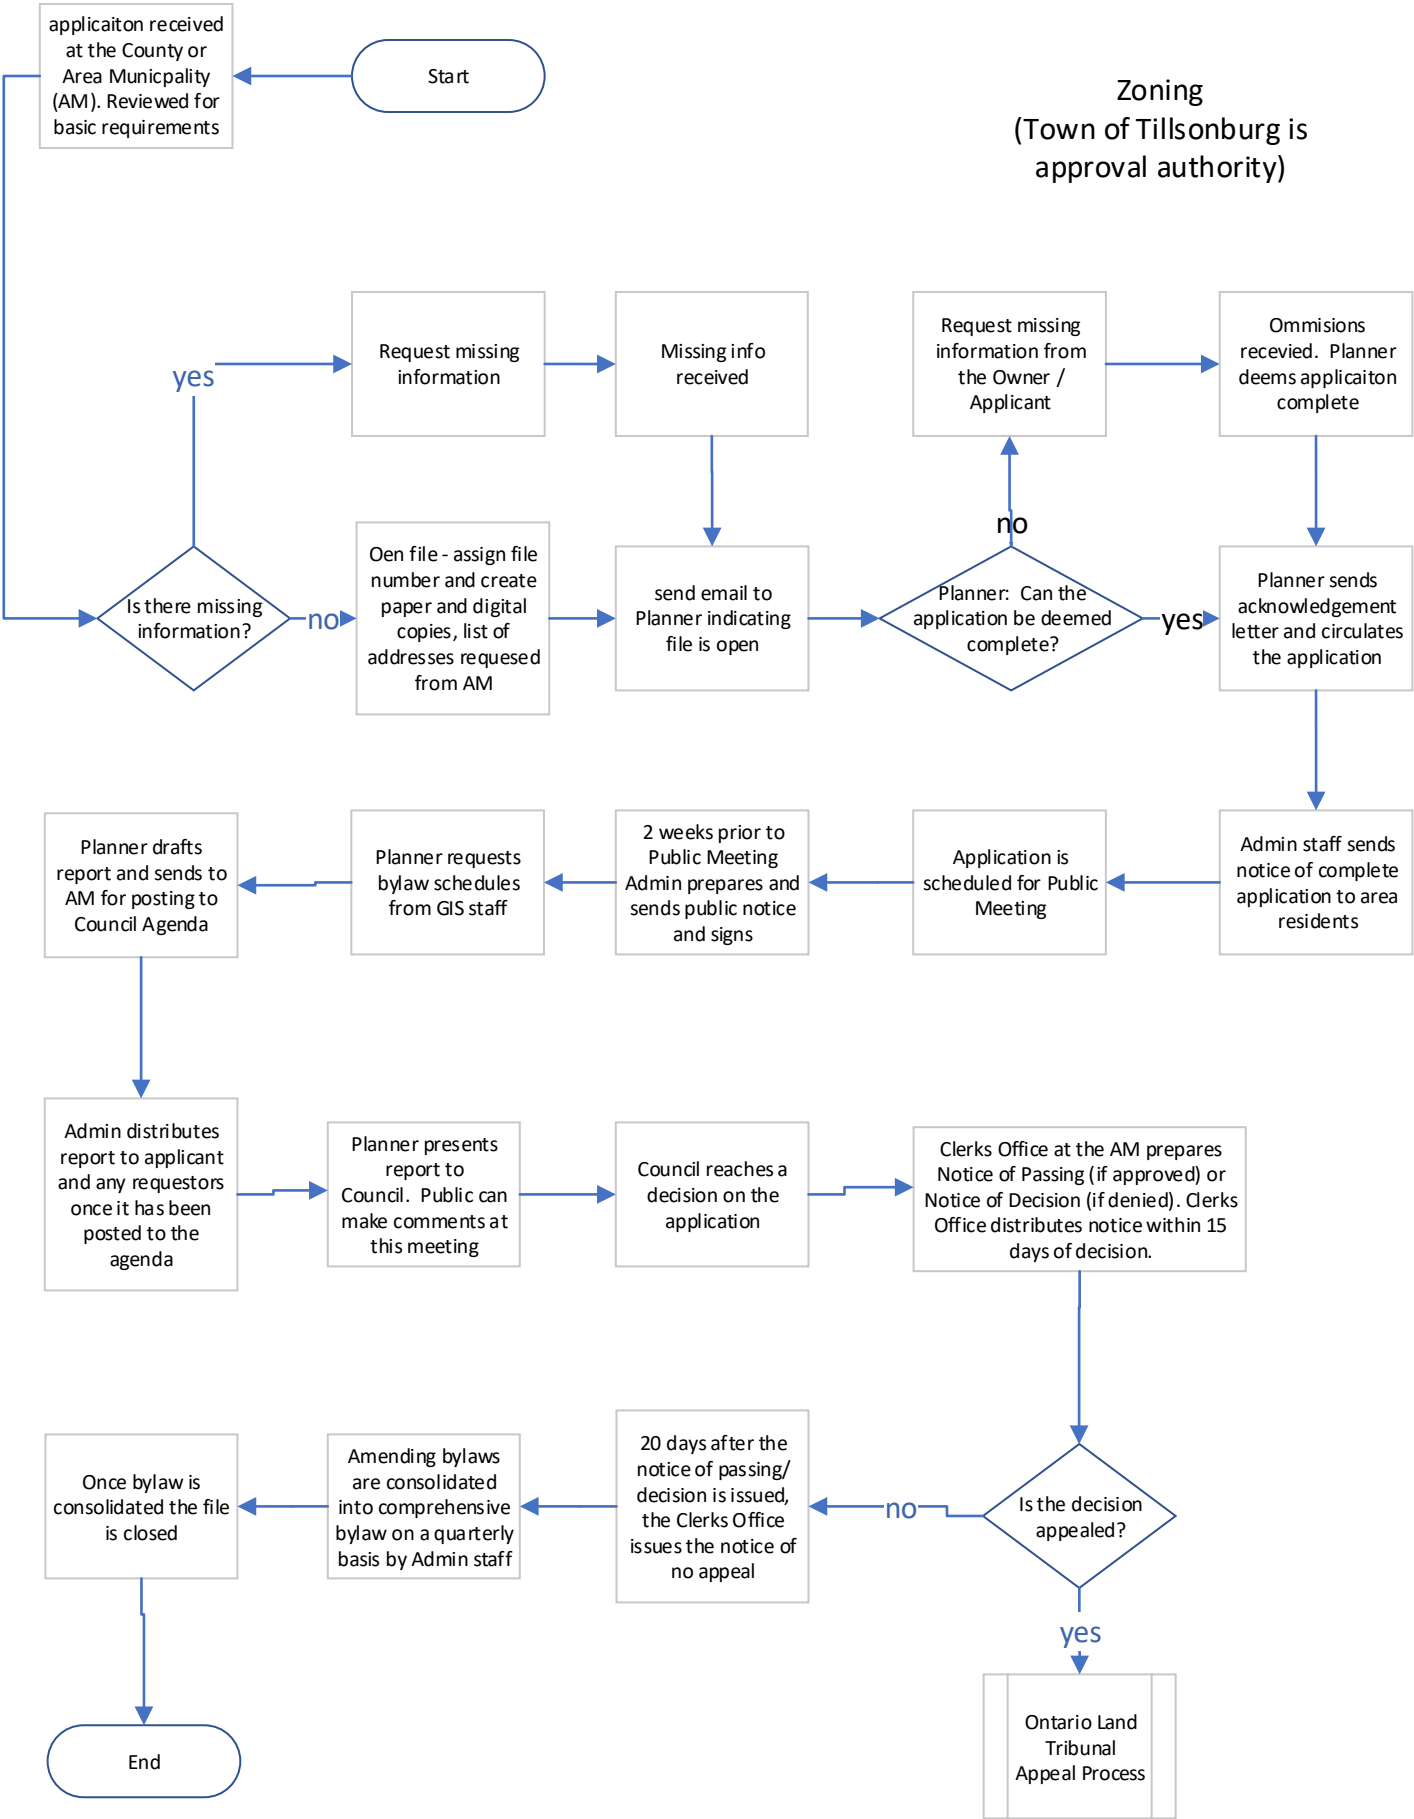 applicaiton received
at the County or
Area Municpality
(AM). Reviewed for
basic requirements
Start
Zoning
(Town of Tillsonburg is
approval authority)
yes
Request missing
information
Missing info
received
Request missing
information from
the Owner /
Applicant
Ommisions
recevied.  Planner
deems applicaiton
complete
Is there missing
information?
no
Oen file - assign file
number and create
paper and digital
copies, list of
addresses requesed
from AM
send email to
Planner indicating
file is open
no
Planner:  Can the
application be deemed
complete?
yes
Planner sends
acknowledgement
letter and circulates
the application
Planner drafts
report and sends to
AM for posting to
Council Agenda
Planner requests
bylaw schedules
from GIS staff
2 weeks prior to
Public Meeting
Admin prepares and
sends public notice
and signs
Application is
scheduled for Public
Meeting
Admin staff sends
notice of complete
application to area
residents
Admin distributes
report to applicant
and any requestors
once it has been
posted to the
agenda
Planner presents
report to
Council.  Public can
make comments at
this meeting
Council reaches a
decision on the
application
Clerks Office at the AM prepares
Notice of Passing (if approved) or
Notice of Decision (if denied). Clerks
Office distributes notice within 15
days of decision.
Once bylaw is
consolidated the file
is closed
Amending bylaws
are consolidated
into comprehensive
bylaw on a quarterly
basis by Admin staff
20 days after the
notice of passing/
decision is issued,
the Clerks Office
issues the notice of
no appeal
no
Is the decision
appealed?
yes
End
Ontario Land
Tribunal
Appeal Process